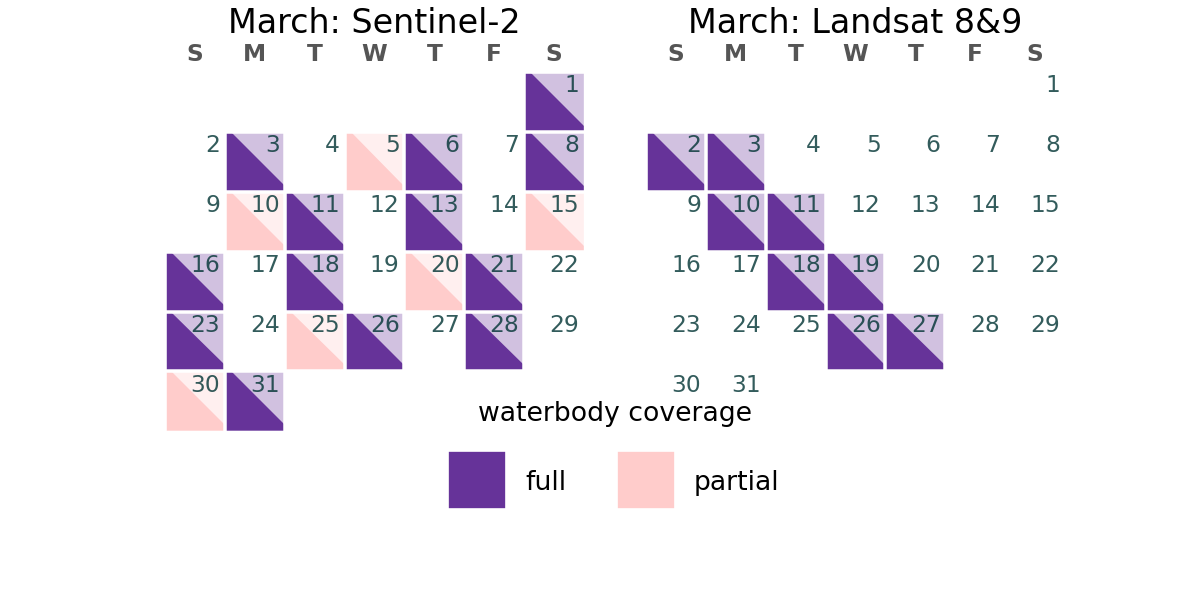 March: Sentinel-2
S M T W T F S
1
2 3 4 5 6 7 8
9 10 11 12 13 14 15
16 17 18 19 20 21 22
23 24 25 26 27 28 29
30 31
March: Landsat 8&9
S M T W T F S
1
2 3 4 5 6 7 8
9 10 11 12 13 14 15
16 17 18 19 20 21 22
23 24 25 26 27 28 29
30 31
waterbody coverage
full partial